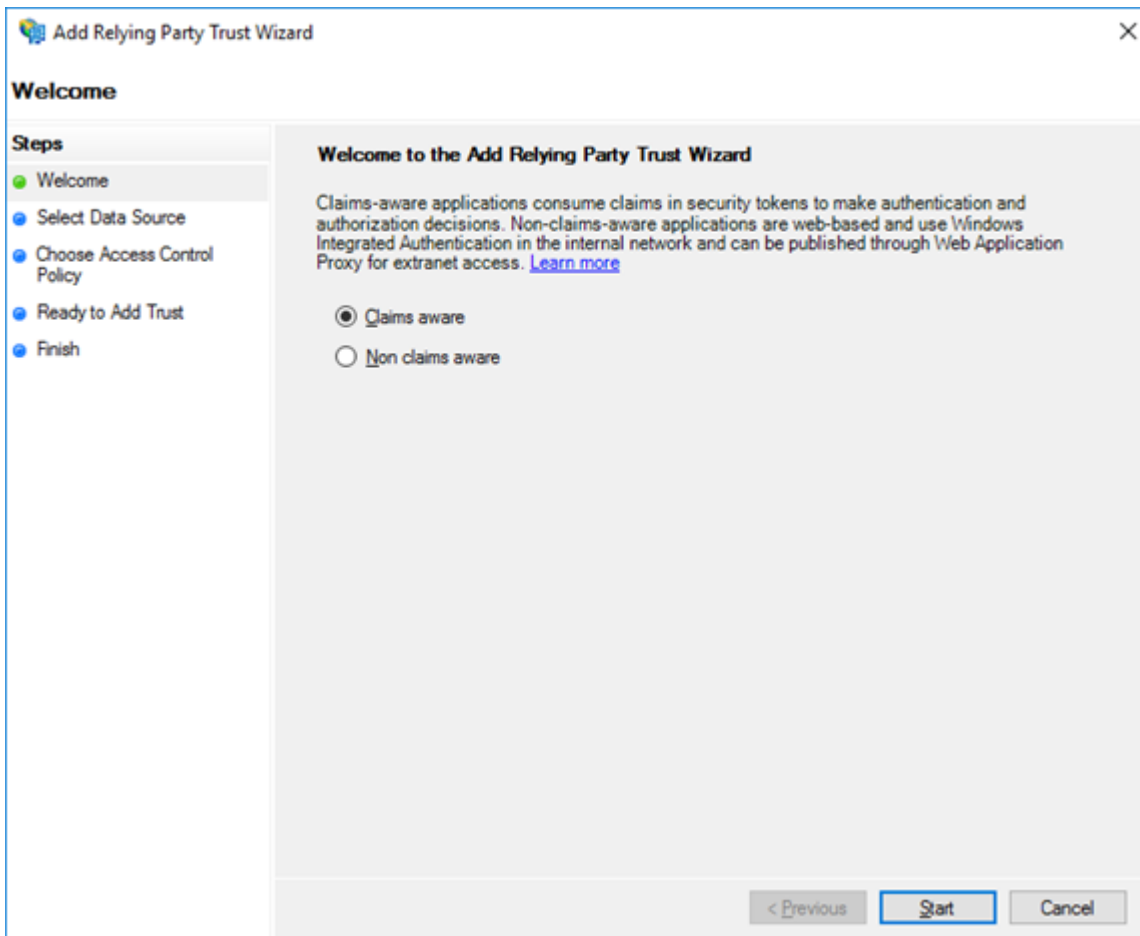 Add Relying Party Trust Wizard
Welcome
Steps
Welcome
Select Data Source
Choose Access Control
Policy
Ready to Add Trust
Finish
Welcome to the Add Relying Party Trust Wizard
Claims-aware applications consume claims in security tokens to make authentication and
authorization decisions. Non-claims-aware applications are web-based and use Windows
Integrated Authentication in the internal network and can be published through Web Application
Proxy for extranet access. Learn more
Claims aware
Non claims aware
< Previous
Start
Cancel